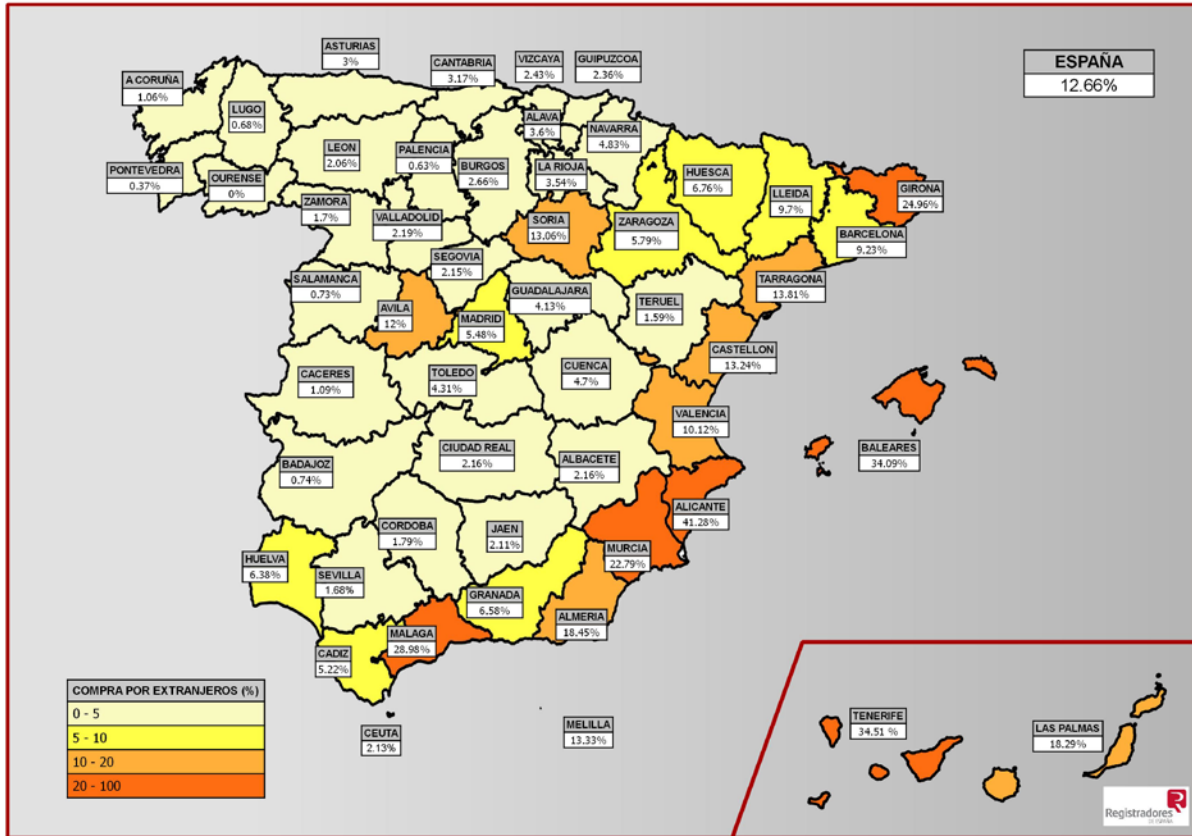 ESPAÑA
12.66%
ASTURIAS
3%
CANTABRIA
3.17%
VIZCAYA
2.43%
GUIPUZCOA
2.36%
A CORUÑA
1.06%
LUGO
0.68%
ALAVA
3.6%
NAVARRA
4.83%
LEON
2.06%
PALENCIA
0.63%
BURGOS
2.66%
LA RIOJA
3.54%
HUESCA
6.76%
LLEIDA
9.7%
GIRONA
24.96%
PONTEVEDRA
0.37%
OURENSE
0%
ZAMORA
1.7%
VALLADOLID
2.19%
SORIA
13.06%
ZARAGOZA
5.79%
BARCELONA
9.23%
SEGOVIA
2.15%
SALAMANCA
0.73%
AVILA
12%
MADRID
5.48%
GUADALAJARA
4.13%
TERUEL
1.59%
TARRAGONA
13.81%
CASTELLON
13.24%
CACERES
1.09%
TOLEDO
4.31%
CUENCA
4.7%
VALENCIA
10.12%
BALEARES
34.09%
BADAJOZ
0.74%
CIUDAD REAL
2.16%
ALBACETE
2.16%
ALICANTE
41.28%
CORDOBA
1.79%
JAEN
2.11%
MURCIA
22.79%
HUELVA
6.38%
SEVILLA
1.68%
GRANADA
6.58%
ALMERIA
18.45%
MALAGA
28.98%
CADIZ
5.22%
CEUTA
2.13%
MELILLA
13.33%
TENERIFE
34.51 %
LAS PALMAS
18.29%
COMPRA POR EXTRANJEROS (%)
0 - 5
5 - 10
10 - 20
20 - 100
Registradores
DE ESPAÑA